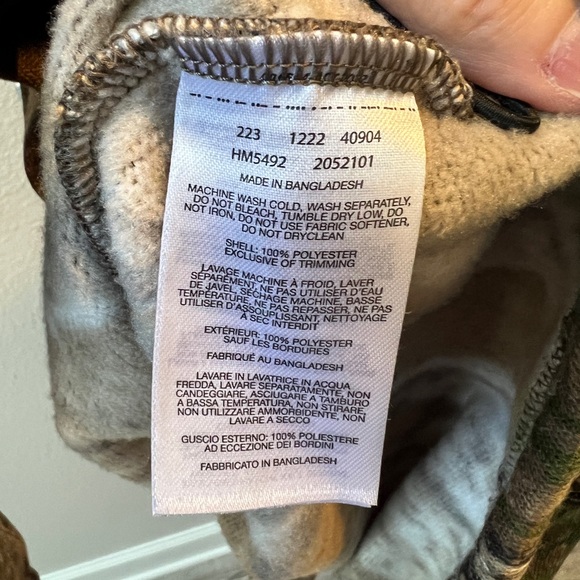 223 1222 40904
HM5492 2052101
MADE IN BANGLADESH
MACHINE WASH COLD, WASH SEPARATELY,
DO NOT BLEACH, TUMBLE DRY LOW, DO
NOT IRON, DO NOT USE FABRIC SOFTENER,
DO NOT DRYCLEAN
SHELL: 100% POLYESTER
EXCLUSIVE OF TRIMMING
LAVAGE MACHINE À FROID, LAVER
SÉPARÉMENT, NE PAS UTILISER D'EAU
DE JAVEL, SÉCHAGE MACHINE, BASSE
TEMPÉRATURE, NE PAS REPASSER, NE PAS
UTILISER D'ASSOUPLISSANT, NETTOYAGE
À SEC INTERDIT
EXTÉRIEUR: 100% POLYESTER
SAUF LES BORDURES
FABRIQUÉ AU BANGLADESH
LAVARE IN LAVATRICE IN ACQUA
FREDDA, LAVARE SEPARATAMENTE, NON
CANDEGGIARE, ASCIUGARE A TAMBURO
A BASSA TEMPERATURA, NON STIRARE,
NON UTILIZZARE AMMORBIDENTE, NON
LAVARE A SECCO
GUSCIO ESTERNO: 100% POLIESTERE
AD ECCEZIONE DEI BORDINI
FABBRICATO IN BANGLADESH